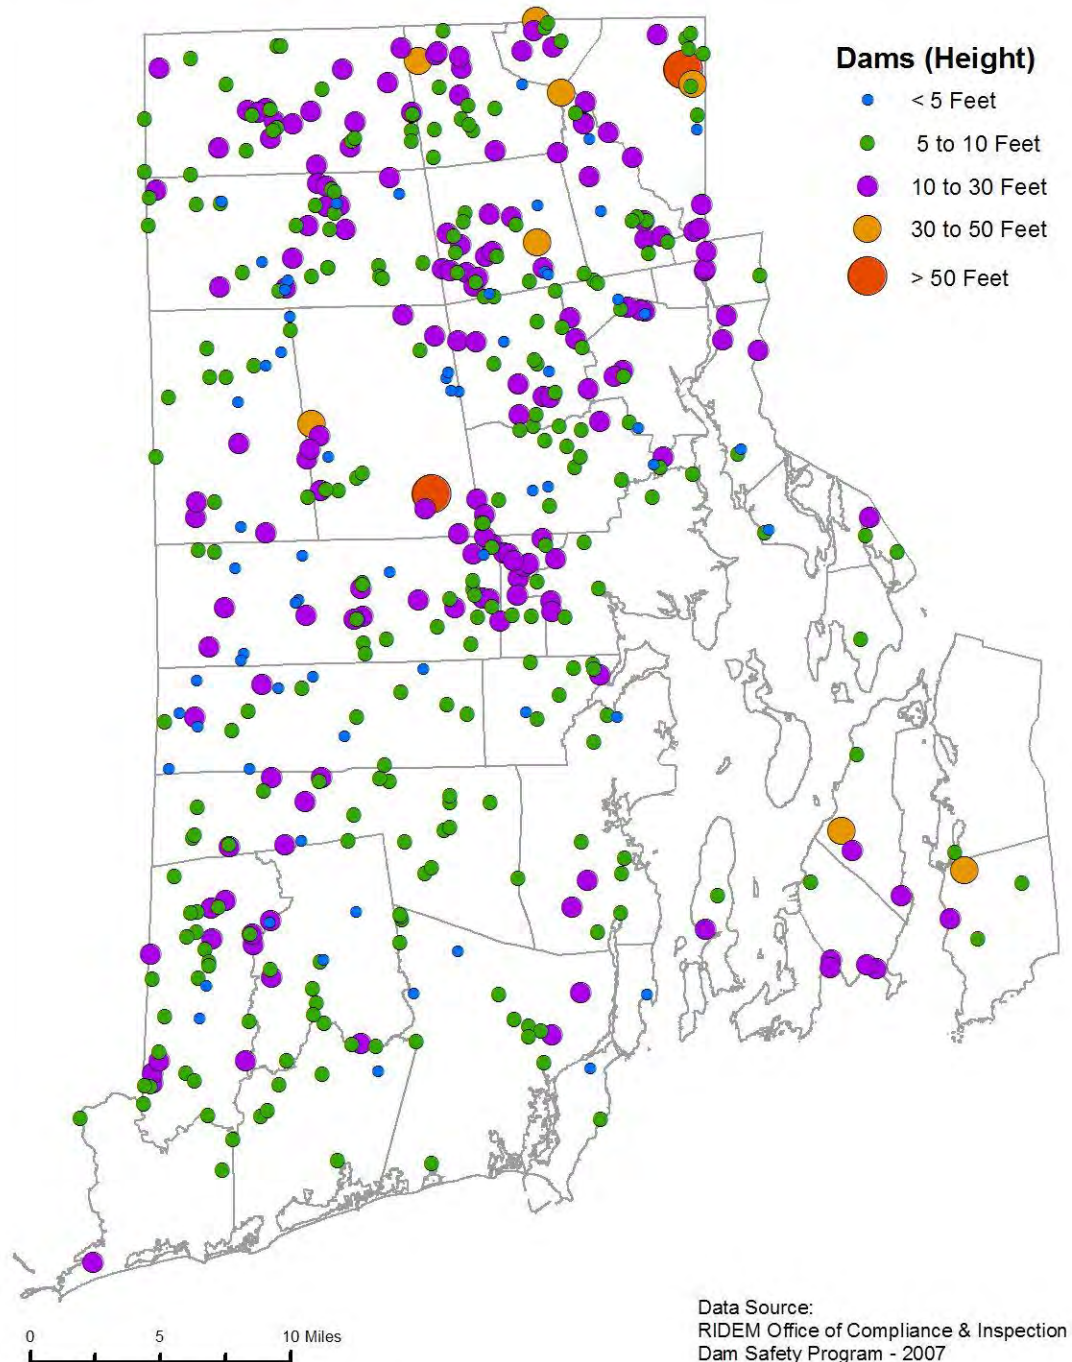 Dams (Height)
< 5 Feet
5 to 10 Feet
10 to 30 Feet
30 to 50 Feet
> 50 Feet
0 5 10 Miles
Data Source:
RIDEM Office of Compliance & Inspection
Dam Safety Program - 2007